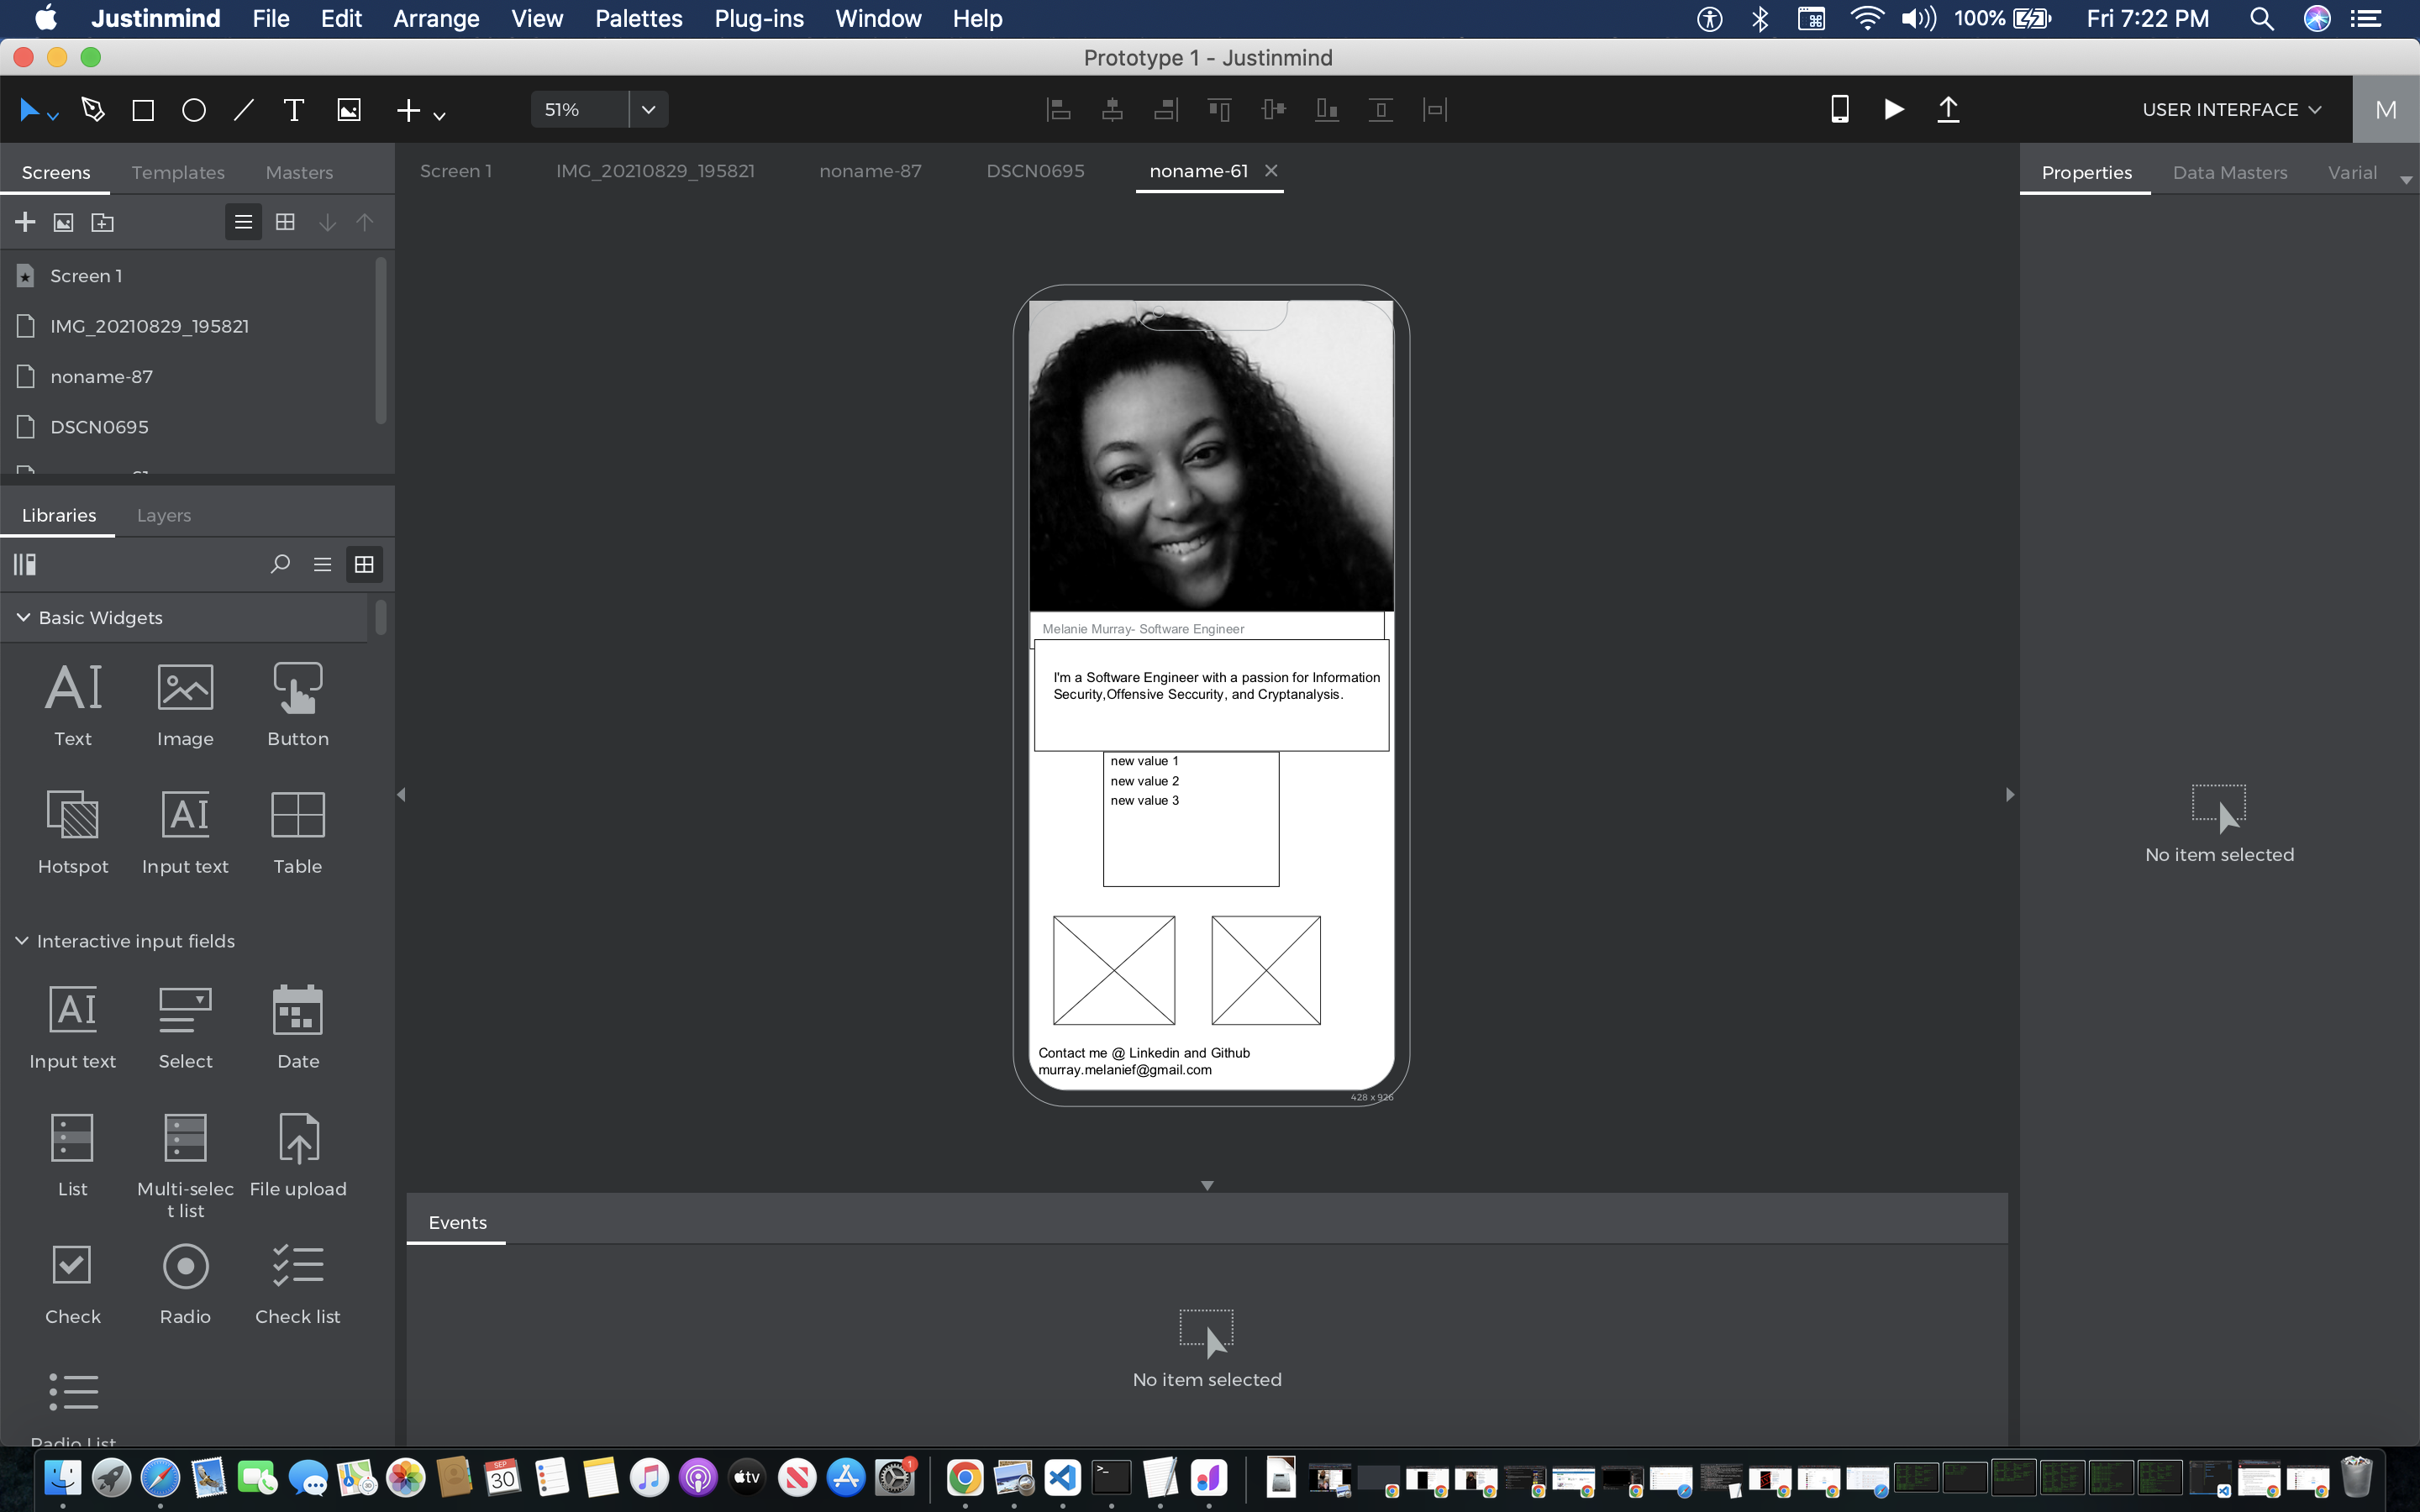 Justinmind File Edit Arrange View Palettes Plug-ins Window Help 100% Fri 7:22 PM
Prototype 1 - Justinmind
51% USER INTERFACE M
Screens Templates Masters
Screen 1 IMG_20210829_195821 noname-87 DSCN0695 noname-61
Properties Data Masters Varial
Screen 1
IMG_20210829_195821
noname-87
DSCN0695
Libraries Layers
Basic Widgets
Text Image Button
Hotspot Input text Table
Interactive input fields
Input text Select Date
List Multi-selec File upload
t list
Check Radio Check list
Radio List
Melanie Murray- Software Engineer
I'm a Software Engineer with a passion for Information
Security,Offensive Seccurity, and Cryptanalysis.
new value 1
new value 2
new value 3
Contact me @ Linkedin and Github
murray.melanief@gmail.com
428 x 926
Events
No item selected
No item selected
SEP
30
tv
1